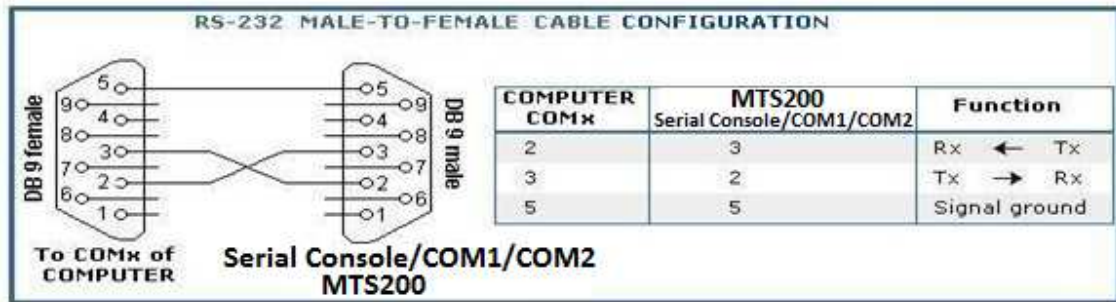 RS-232 MALE-TO-FEMALE CABLE CONFIGURATION
DB 9 female
5
9
4
8
3
7
2
6
1
5
9
4
8
3
7
2
6
1
DB 9 male
To COMx of
COMPUTER
Serial Console/COM1/COM2
MTS200
COMPUTER COMx
MTS200 Serial Console/COM1/COM2
Function
2 3 Rx ← Tx
3 2 Tx → Rx
5 5 Signal ground